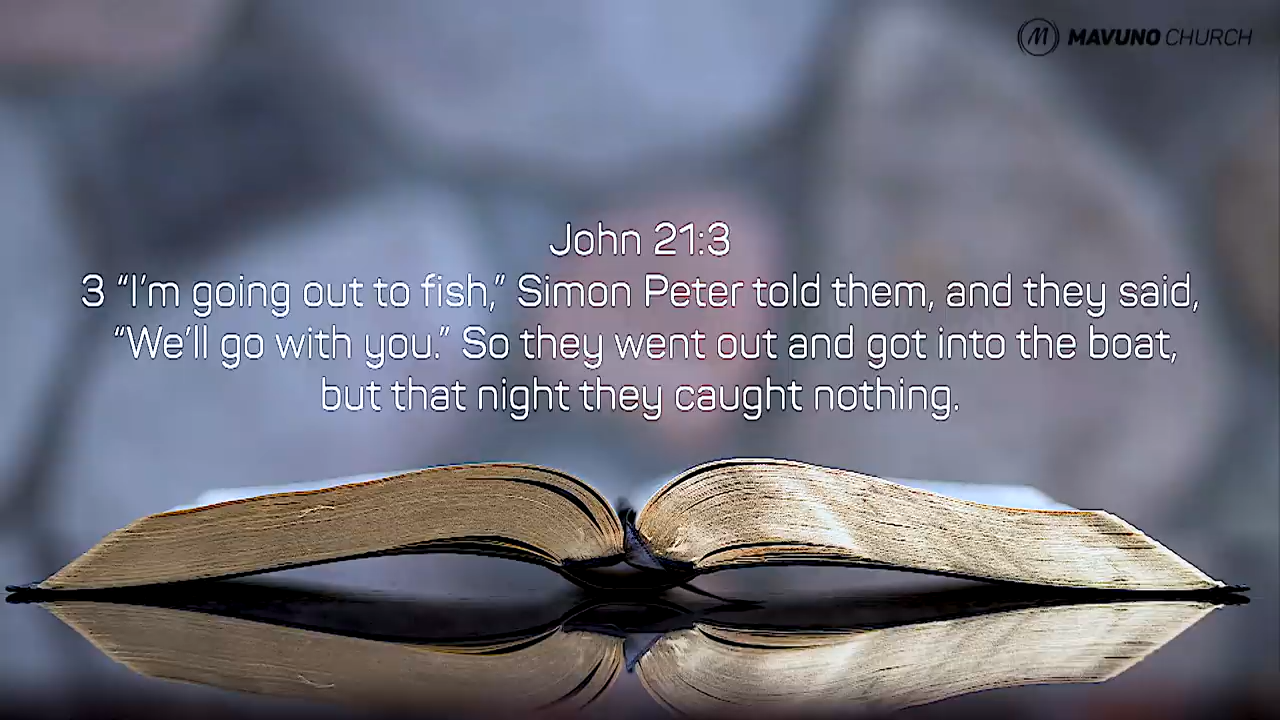 MAVUNO CHURCH
John 21:3
3 “I’m going out to fish,” Simon Peter told them, and they said,
“We’ll go with you.” So they went out and got into the boat,
but that night they caught nothing.